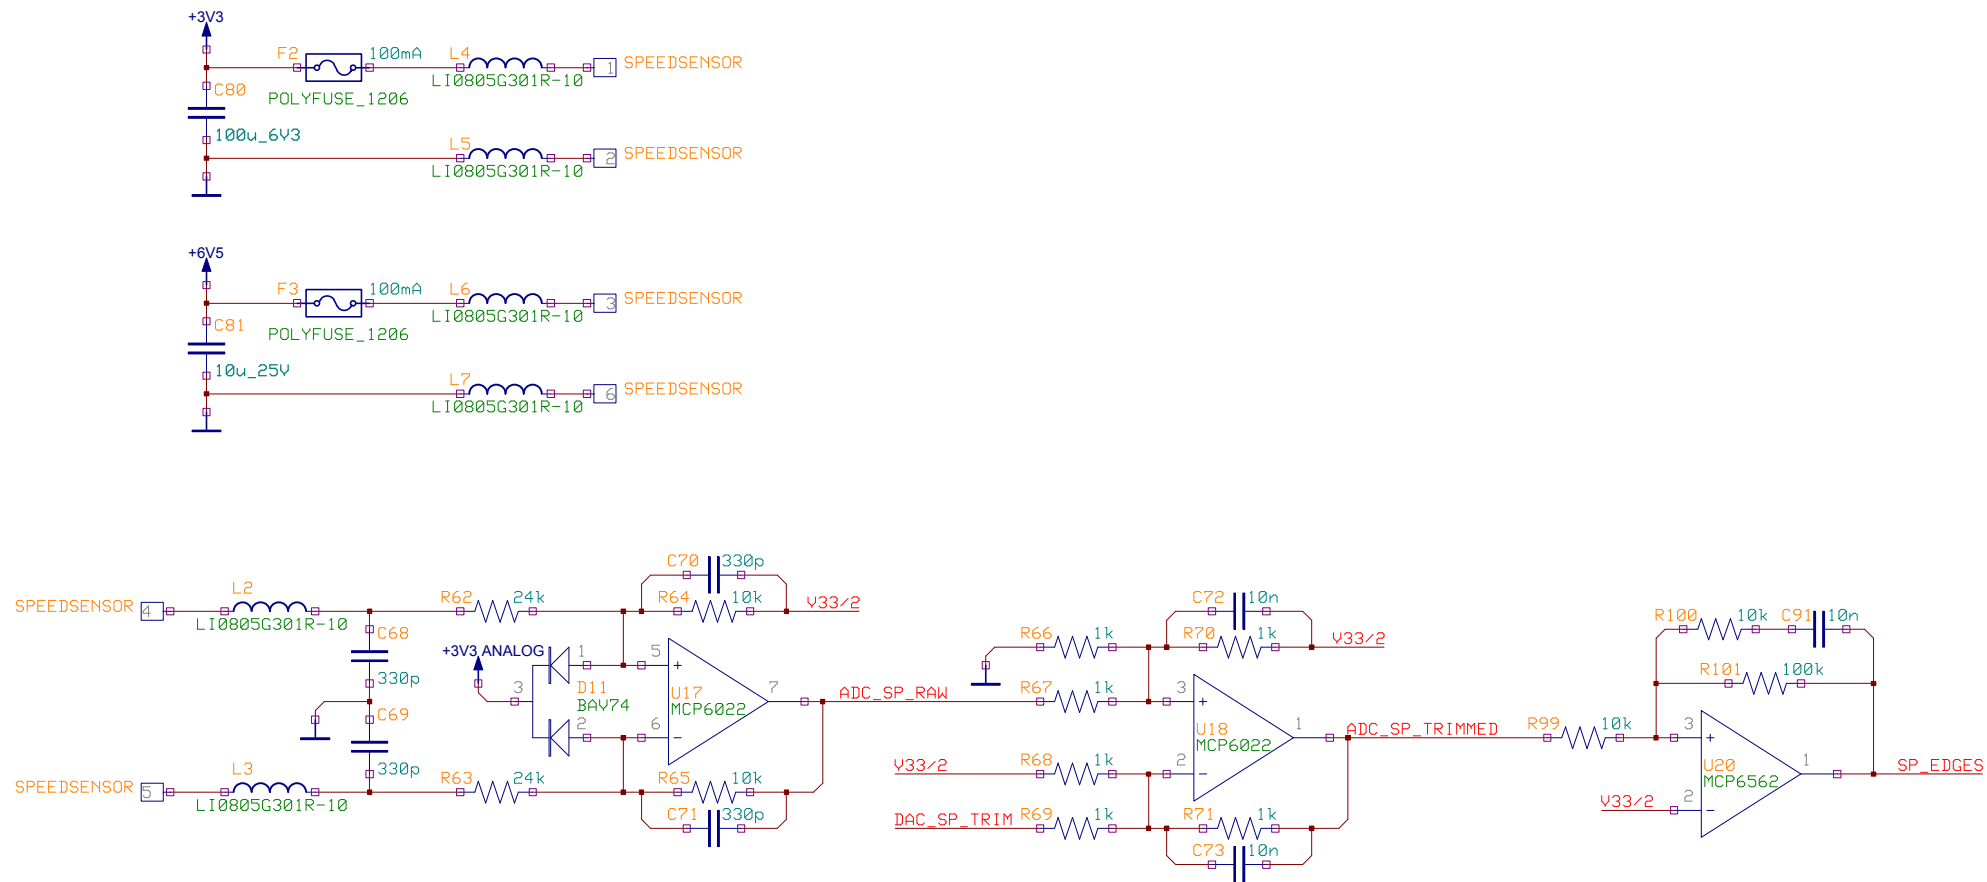 +3V3
F2 100mA L4
1 SPEEDSENSOR
LI0805G301R-10
C80
POLYFUSE_1206
100u_6V3
L5
2 SPEEDSENSOR
LI0805G301R-10
+6V5
F3 100mA L6
3 SPEEDSENSOR
LI0805G301R-10
C81
POLYFUSE_1206
10u_25V
L7
6 SPEEDSENSOR
LI0805G301R-10
C70 330p
L2
SPEEDSENSOR 4
LI0805G301R-10
R62 24k
R64 10k
V33/2
C68
330p
C69
330p
+3V3 ANALOG
1
3
D11
BAV74
2
5
+
U17
MCP6022
6
−
7
ADC_SP_RAW
L3
SPEEDSENSOR 5
LI0805G301R-10
R63 24k
R65 10k
C71 330p
C72 10n
R66 1k
R70 1k
V33/2
R67 1k
3
+
U18
MCP6022
2
−
1
ADC_SP_TRIMMED
V33/2
R68 1k
DAC_SP_TRIM R69 1k
R71 1k
C73 10n
R100 10k C91 10n
R101 100k
R99 10k
3
+
U20
MCP6562
2
−
1
SP_EDGES
V33/2